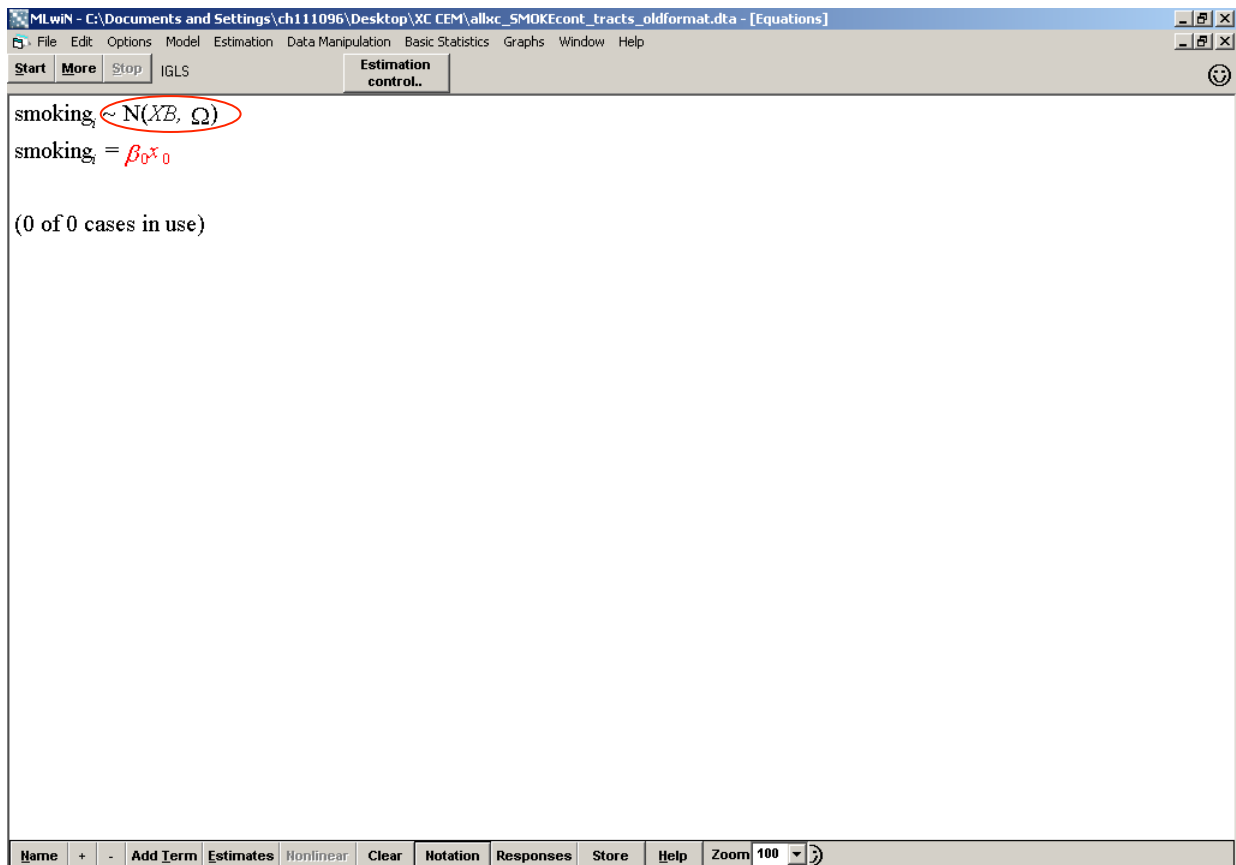 MLwiN - C:\Documents and Settings\ch111096\Desktop\XC CEM\allxc_SMOKEcont_tracts_oldformat.dta - [Equations]
File Edit Options Model Estimation Data Manipulation Basic Statistics Graphs Window Help
Start More Stop IGLS Estimation control..
smokingᵢ ~ N(XB, Ω)
smokingᵢ = β₀x₀
(0 of 0 cases in use)
Name + - Add Term Estimates Nonlinear Clear Notation Responses Store Help Zoom 100